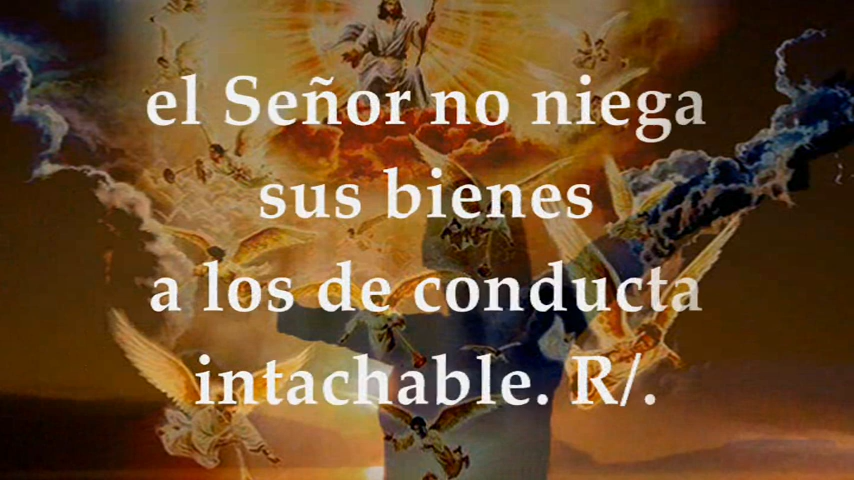 el Señor no niega
sus bienes
a los de conducta
intachable. R/.